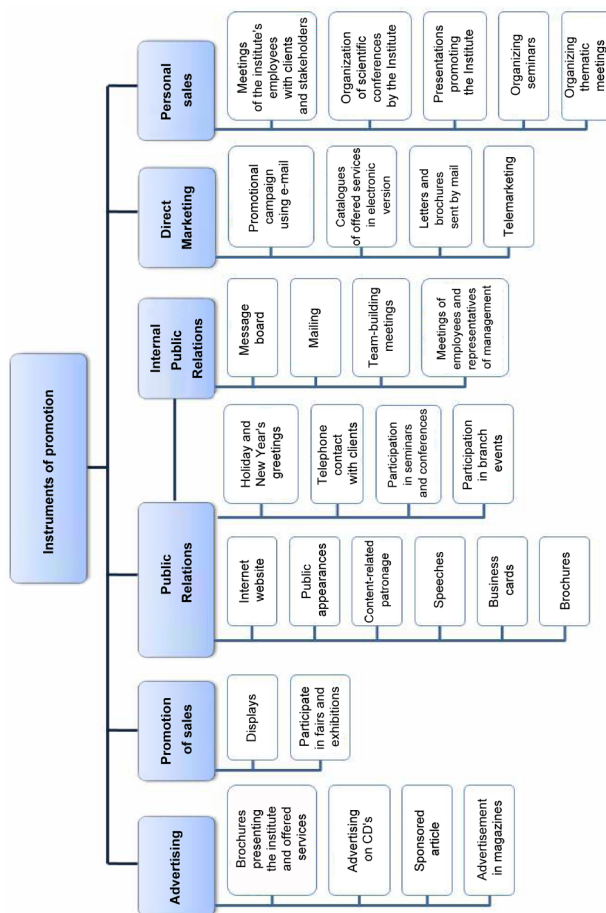 Instruments of promotion
Advertising
Brochures
presenting
the institute
and offered
services
Advertising
on CD's
Sponsored
article
Advertisement
in magazines
Promotion
of sales
Displays
Participate
in fairs and
exhibitions
Public
Relations
Internet
website
Public
appearances
Content-related
patronage
Speeches
Business
cards
Brochures
Holiday and
New Year's
greetings
Telephone
contact
with clients
Participation
in seminars
and conferences
Participation
in branch
events
Internal
Public
Relations
Message
board
Mailing
Team-building
meetings
Meetings of
employees and
representatives
of management
Direct
Marketing
Promotional
campaign
using e-mail
Catalogues
of offered services
in electronic
version
Letters and
brochures
sent by mail
Telemarketing
Personal
sales
Meetings
of the institute's
employees
with clients
and stakeholders
Organization
of scientific
conferences
by the Institute
Presentations
promoting
the Institute
Organizing
seminars
Organizing
thematic
meetings